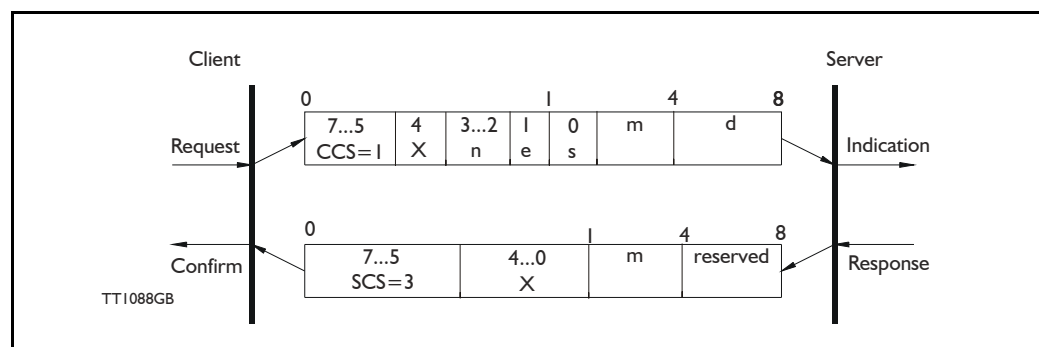 Client
Server
0 1 4 8
7...5 4 3...2 1 0 m d
CCS=1 X n e s
Request
Indication
0 1 4 8
7...5 4...0 m reserved
SCS=3 X
Confirm
Response
TT1088GB